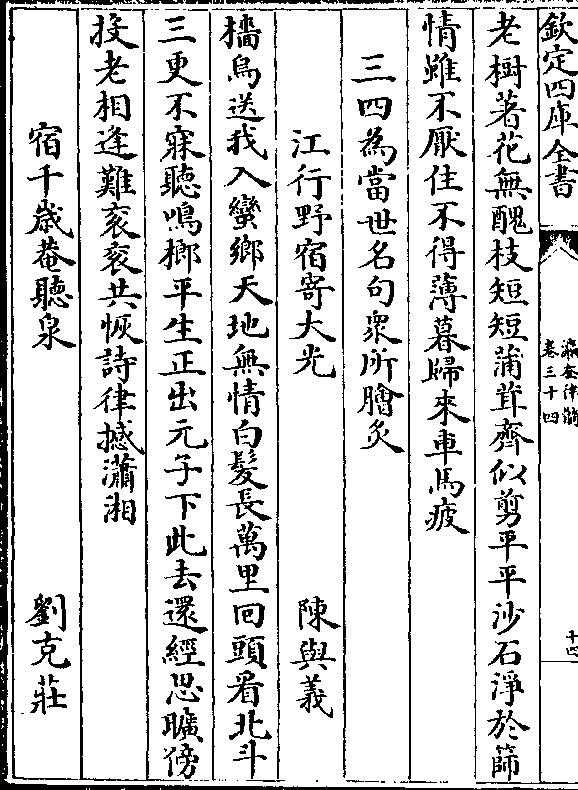 欽定四庫全書
瀛奎律髓
卷三十四
十四
老樹著花無醜枝短短蒲茸齊似剪平平沙石淨於篩
情雖不厭住不得薄暮歸來車馬疲
三四為當世名句衆所膾炙
江行野宿寄大光 陳與義
檣烏送我入蠻鄉天地無情白髮長萬里回頭看北斗
三更不寐聽鳴榔平生正出元子下此去還經思曠傍
投老相逢難衮衮共恢詩律撼瀟湘
宿千歲菴聽泉 劉克莊